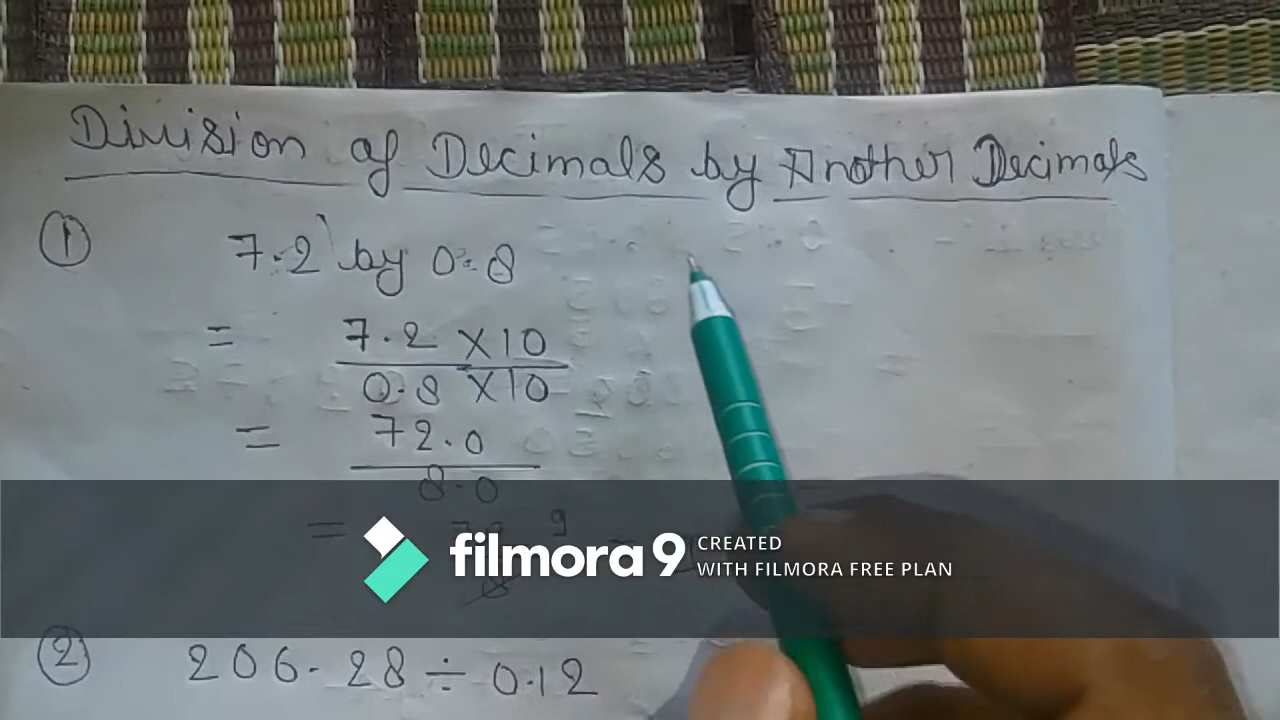 Division of Decimals by Another Decimals
① 7.2 by 0.8
= 7.2 X 10
0.8 X 10
= 72.0
8.0
= 9
filmora 9 CREATED
WITH FILMORA FREE PLAN
② 206.28 ÷ 0.12